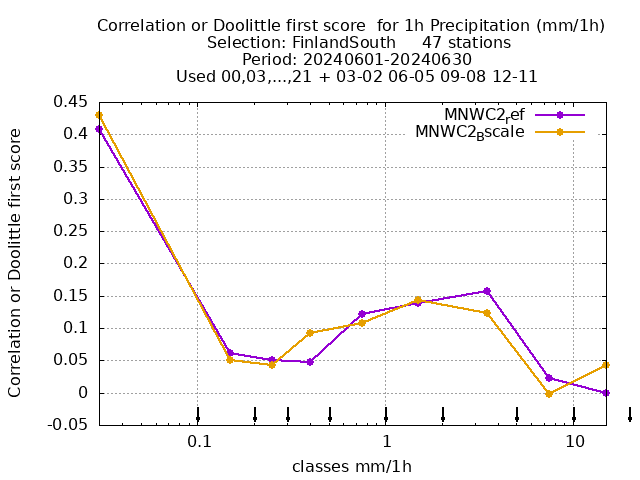 Correlation or Doolittle first score  for 1h Precipitation (mm/1h)
Selection: FinlandSouth     47 stations
Period: 20240601-20240630
Used 00,03,...,21 + 03-02 06-05 09-08 12-11
MNWC2ref
MNWC2Bscale
Correlation or Doolittle first score
0.45
0.4
0.35
0.3
0.25
0.2
0.15
0.1
0.05
0
-0.05
0.1 1 10
classes mm/1h